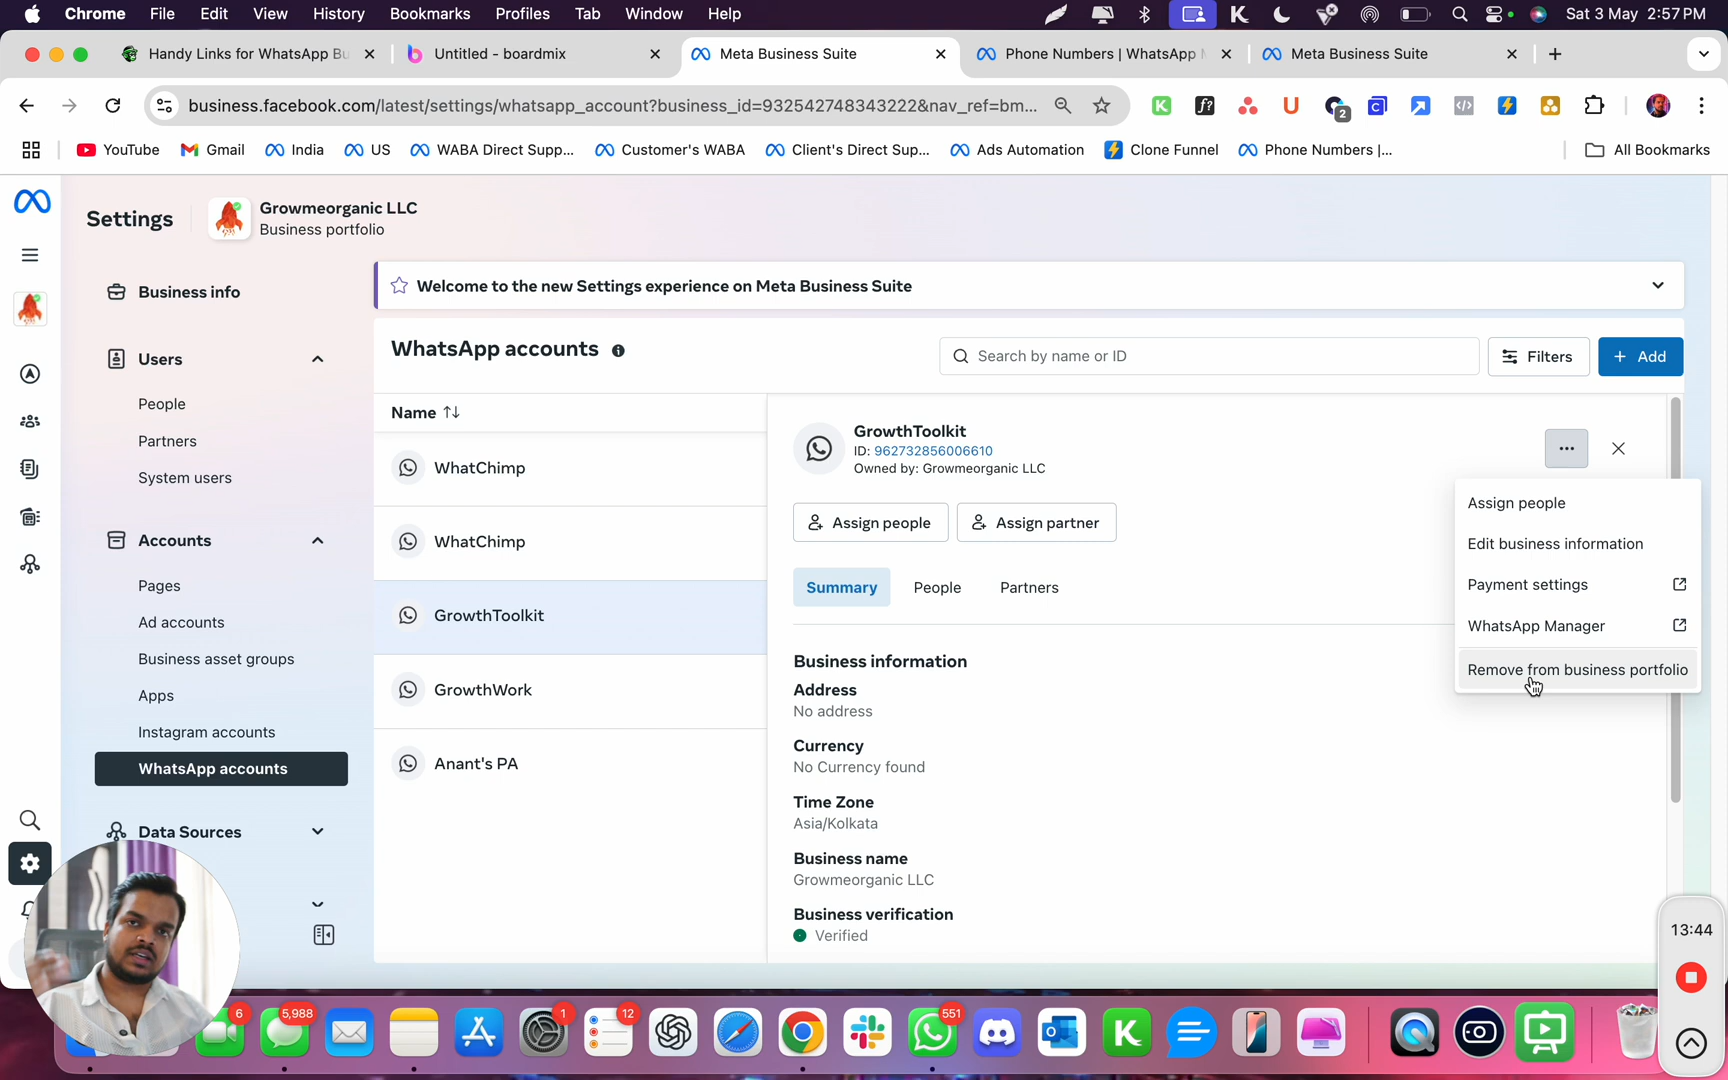 Chrome File Edit View History Bookmarks Profiles Tab Window Help
Sat 3 May 2:57 PM
Handy Links for WhatsApp Bu
Untitled - boardmix
Meta Business Suite
Phone Numbers | WhatsApp M
Meta Business Suite
business.facebook.com/latest/settings/whatsapp_account?business_id=932542748343222&nav_ref=bm...
2
YouTube
Gmail
India
US
WABA Direct Supp...
Customer's WABA
Client's Direct Sup...
Ads Automation
Clone Funnel
Phone Numbers |...
All Bookmarks
Settings
Growmeorganic LLC
Business portfolio
Business info
Users
People
Partners
System users
Accounts
Pages
Ad accounts
Business asset groups
Apps
Instagram accounts
WhatsApp accounts
Data Sources
Welcome to the new Settings experience on Meta Business Suite
WhatsApp accounts
Search by name or ID
Filters
+ Add
Name
WhatChimp
WhatChimp
GrowthToolkit
GrowthWork
Anant's PA
GrowthToolkit
ID: 962732856006610
Owned by: Growmeorganic LLC
Assign people
Assign partner
Summary
People
Partners
Business information
Address
No address
Currency
No Currency found
Time Zone
Asia/Kolkata
Business name
Growmeorganic LLC
Business verification
Verified
Assign people
Edit business information
Payment settings
WhatsApp Manager
Remove from business portfolio
13:44
6
5,988
1
12
551